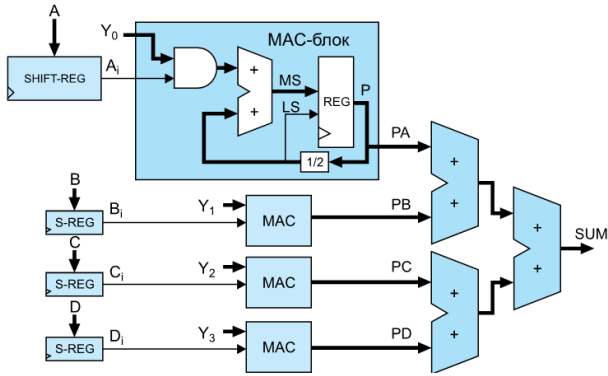 A
Y0
МАС-блок
SHIFT-REG
Ai
+
+
MS
LS
REG
P
1/2
PA
B
S-REG
Bi
Y1
MAC
PB
+
+
C
S-REG
Ci
Y2
MAC
PC
+
+
SUM
D
S-REG
Di
Y3
MAC
PD
+
+